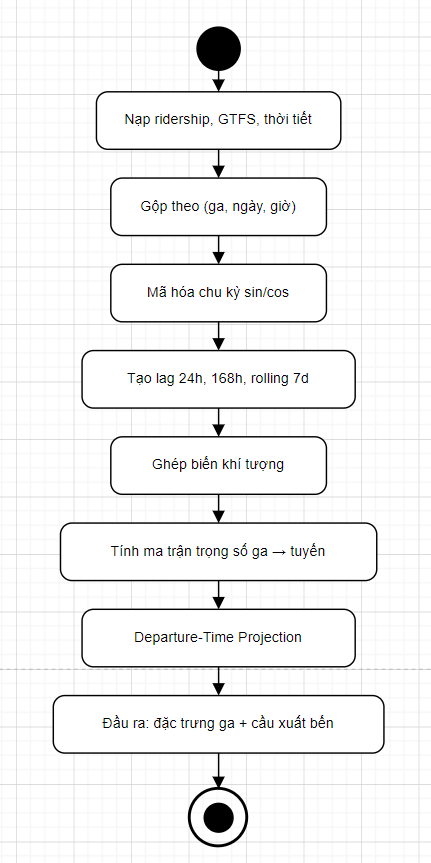 Nạp ridership, GTFS, thời tiết
Gộp theo (ga, ngày, giờ)
Mã hóa chu kỳ sin/cos
Tạo lag 24h, 168h, rolling 7d
Ghép biến khí tượng
Tính ma trận trọng số ga → tuyến
Departure-Time Projection
Đầu ra: đặc trưng ga + cầu xuất bến